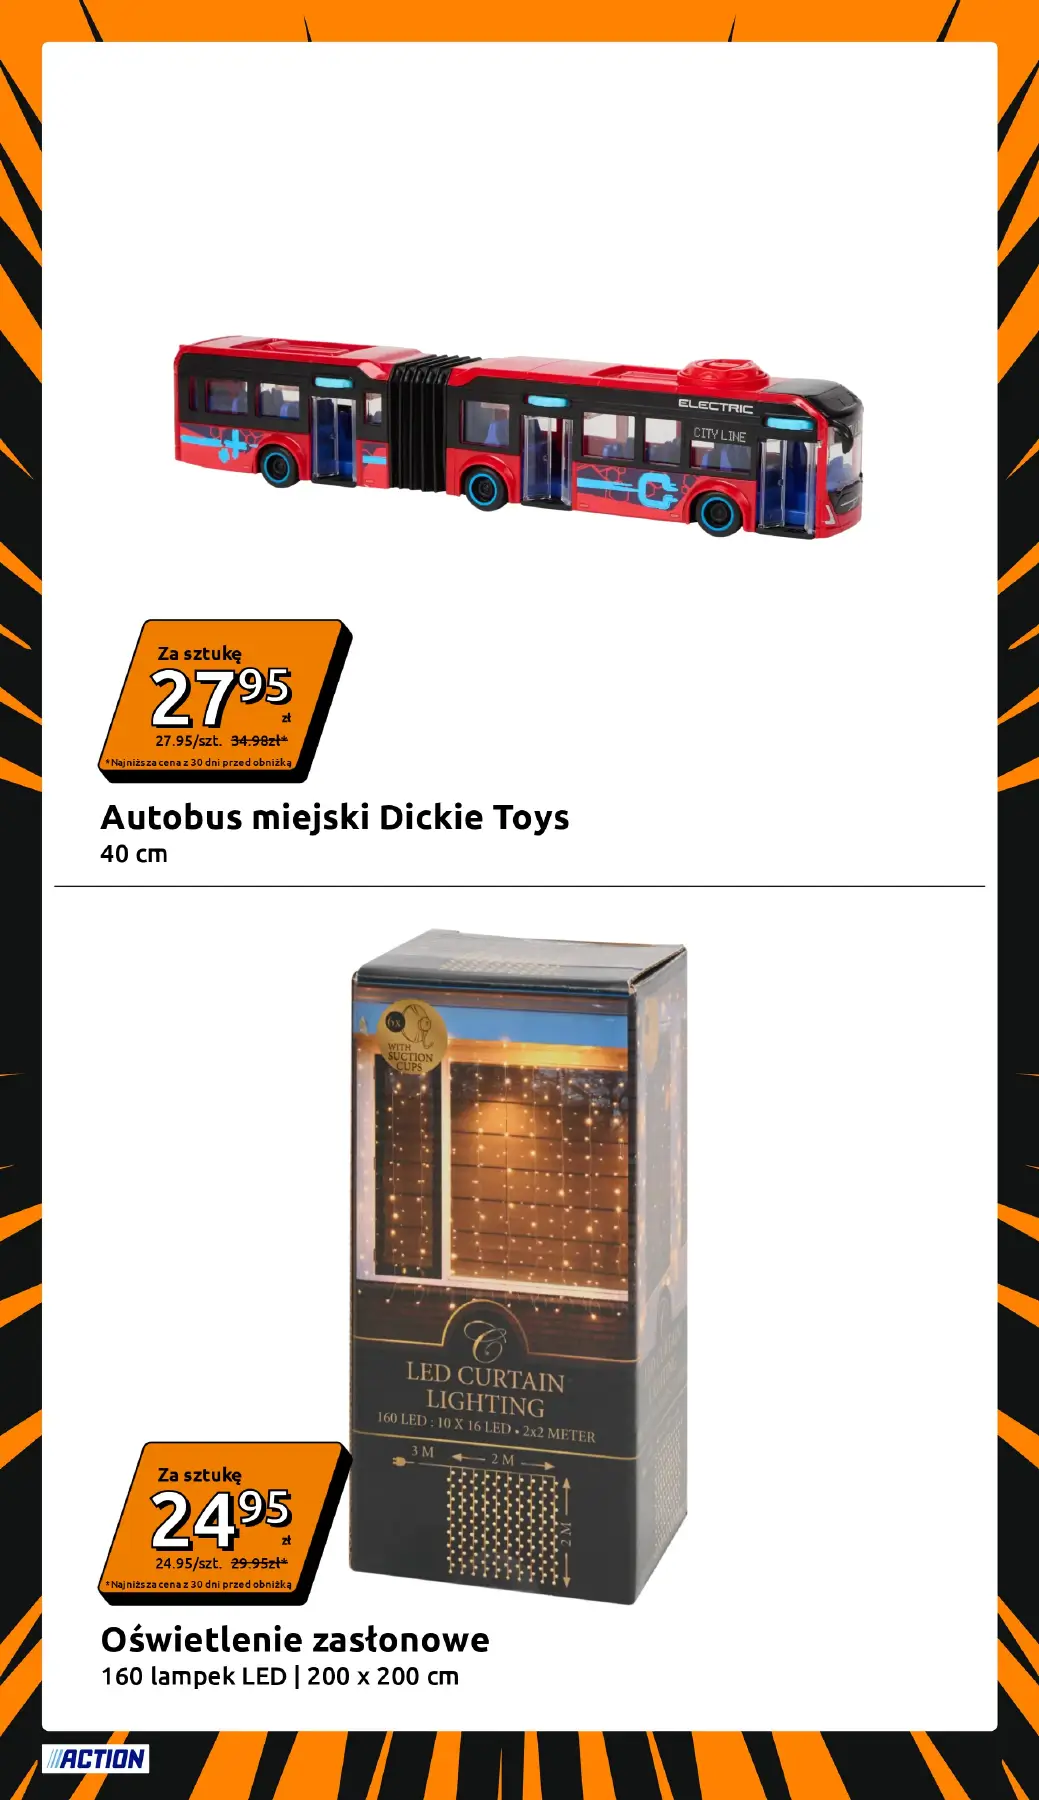 ELECTRIC
CITY LINE
Za sztukę
27 95
zł
27.95/szt. 34.98zł*
*Najniższa cena z 30 dni przed obniżką
Autobus miejski Dickie Toys
40 cm
6x
WITH
SUCTION
CUPS
LED CURTAIN
LIGHTING
160 LED : 10 X 16 LED • 2x2 METER
3 M
2 M
2 M
Za sztukę
24 95
zł
24.95/szt. 29.95zł*
*Najniższa cena z 30 dni przed obniżką
Oświetlenie zasłonowe
160 lampek LED | 200 x 200 cm
ACTION